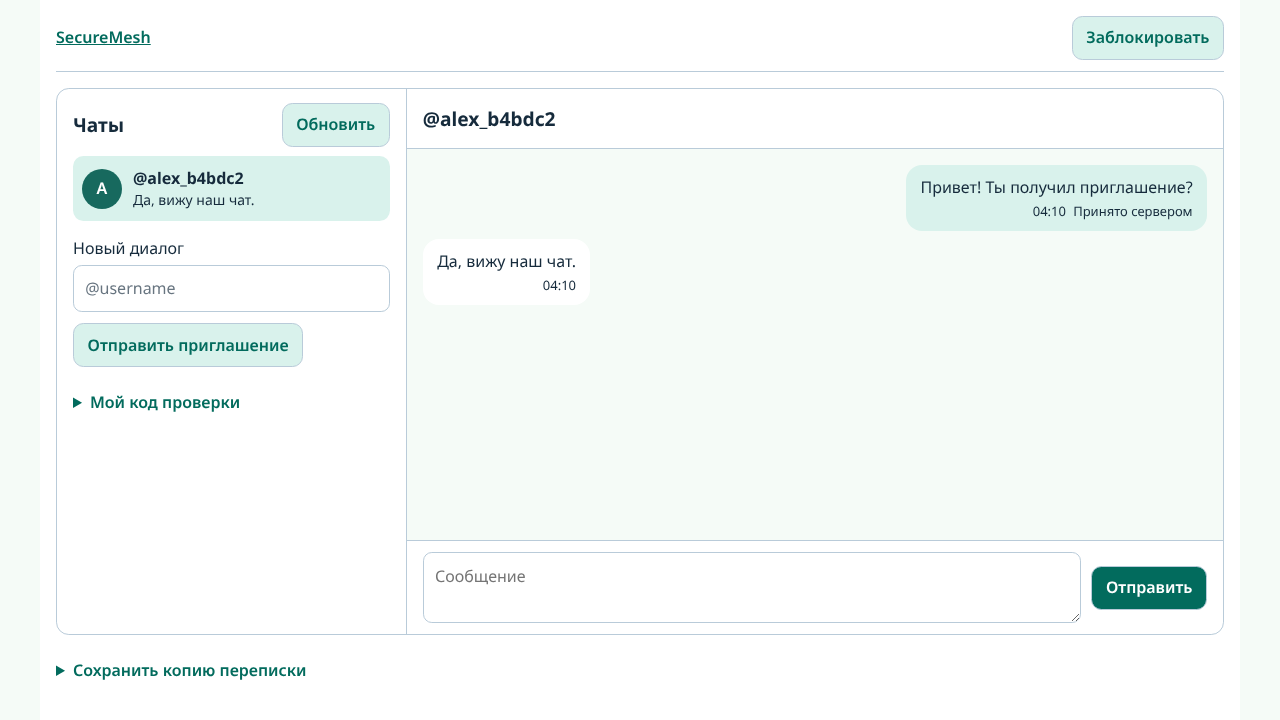 SecureMesh
Заблокировать
Чаты
Обновить
A
@alex_b4bdc2
Да, вижу наш чат.
Новый диалог
@username
Отправить приглашение
Мой код проверки
@alex_b4bdc2
Привет! Ты получил приглашение?
04:10 Принято сервером
Да, вижу наш чат.
04:10
Сообщение
Отправить
Сохранить копию переписки